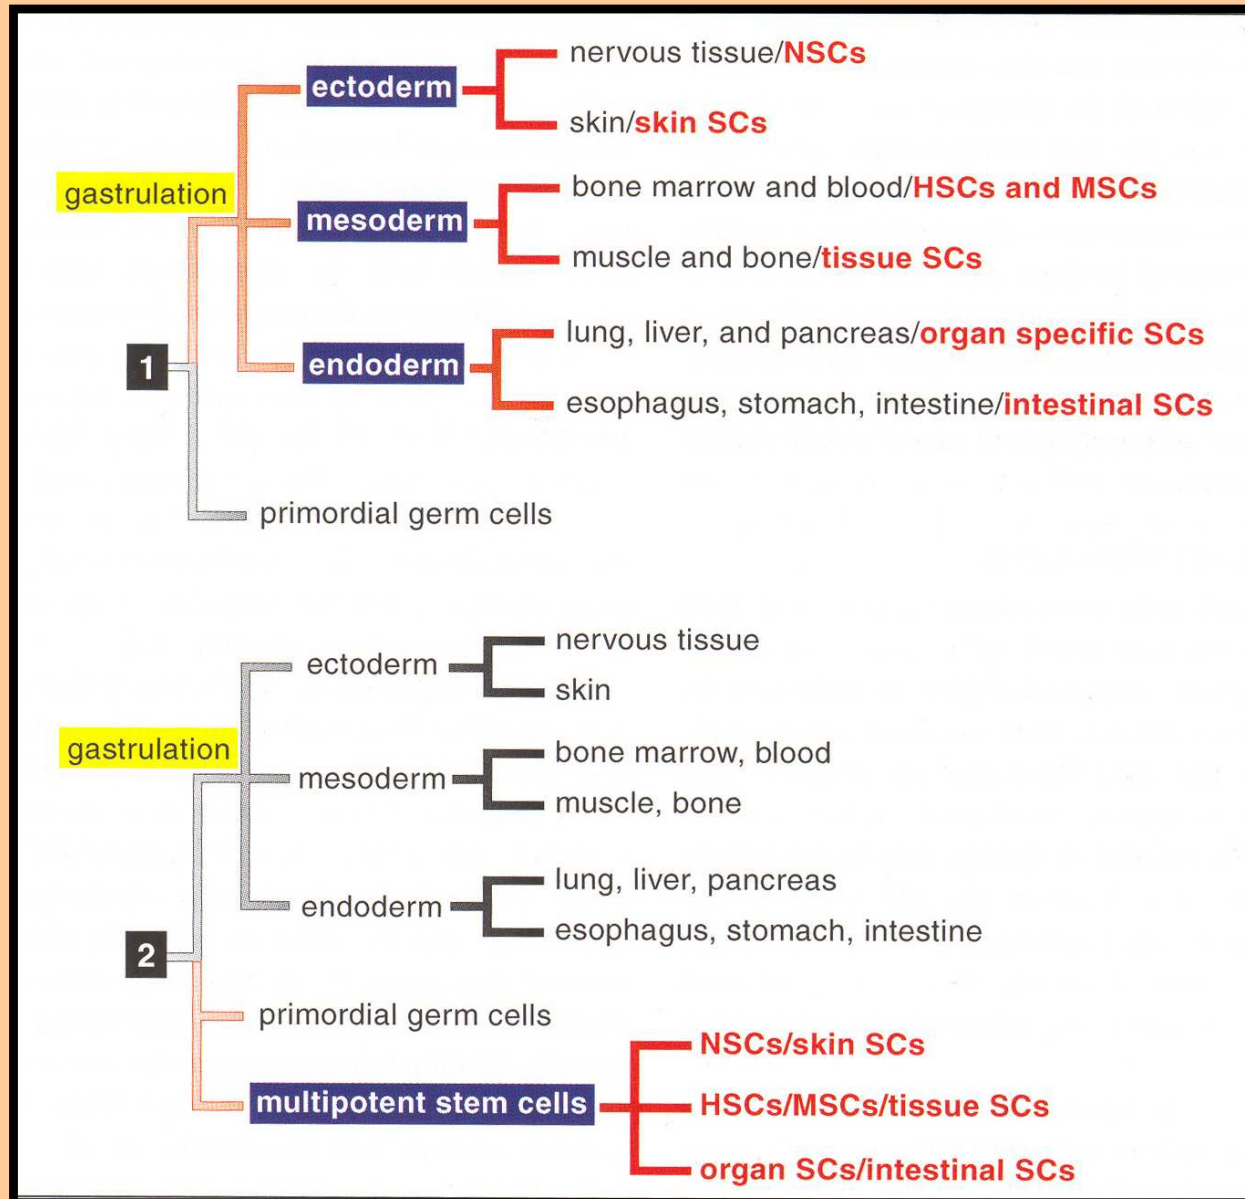 nervous tissue/NSCs
ectoderm
skin/skin SCs
gastrulation
bone marrow and blood/HSCs and MSCs
mesoderm
muscle and bone/tissue SCs
lung, liver, and pancreas/organ specific SCs
1
endoderm
esophagus, stomach, intestine/intestinal SCs
primordial germ cells
nervous tissue
ectoderm
skin
gastrulation
bone marrow, blood
mesoderm
muscle, bone
lung, liver, pancreas
endoderm
esophagus, stomach, intestine
2
primordial germ cells
NSCs/skin SCs
multipotent stem cells
HSCs/MSCs/tissue SCs
organ SCs/intestinal SCs